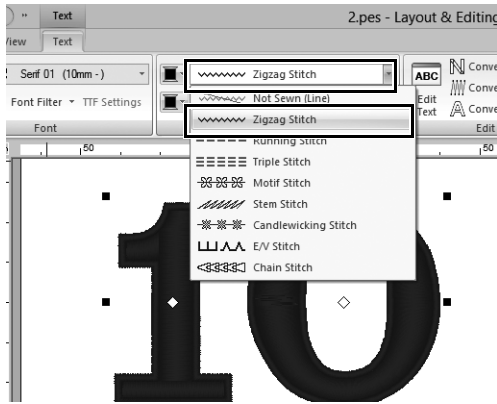 Text
2.pes - Layout & Editing
View
Text
Serif 01 (10mm - )
Zigzag Stitch
ABC
Conve
Font Filter
TTF Settings
Not Sewn (Line)
Edit
Text
Conve
Conve
Font
Zigzag Stitch
Edit
Running Stitch
50
50
Triple Stitch
Motif Stitch
Stem Stitch
Candlewicking Stitch
E/V Stitch
Chain Stitch
10